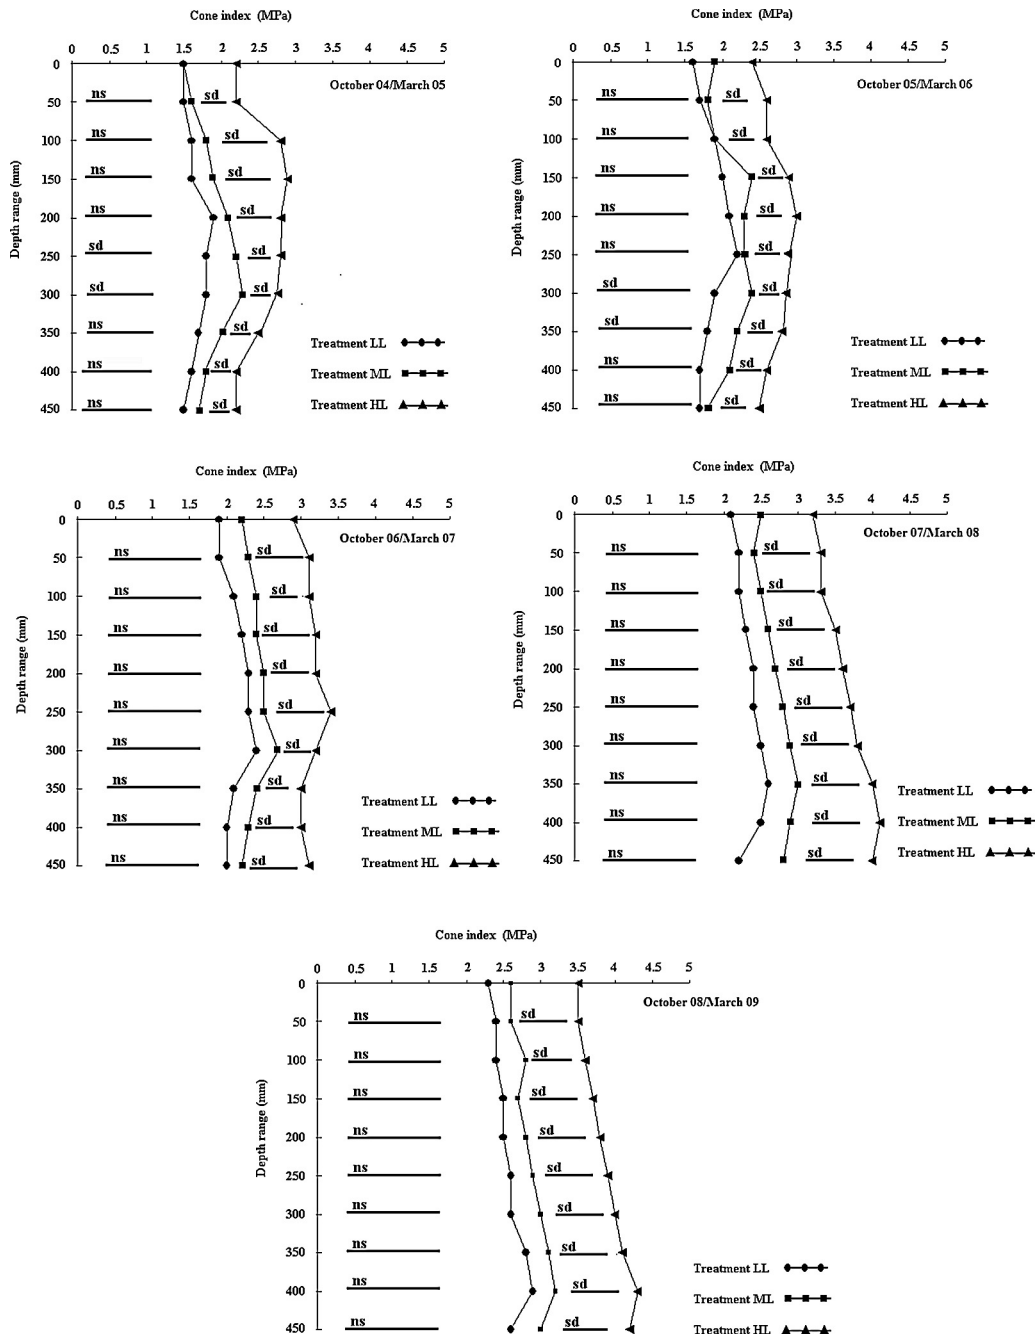 Cone index (MPa)
0 0.5 1 1.5 2 2.5 3 3.5 4 4.5 5
October 04/March 05
Depth range (mm)
0
50 ns sd
100 ns sd
150 ns sd
200 ns sd
250 sd sd
300 sd sd
350 ns sd
400 ns sd
450 ns sd
Treatment LL
Treatment ML
Treatment HL
Cone index (MPa)
0 0.5 1 1.5 2 2.5 3 3.5 4 4.5 5
October 05/March 06
Depth range (mm)
0
50 ns sd
100 ns sd
150 ns sd
200 ns sd
250 ns sd
300 sd sd
350 sd sd
400 ns sd
450 ns sd
Treatment LL
Treatment ML
Treatment HL
Cone index (MPa)
0 0.5 1 1.5 2 2.5 3 3.5 4 4.5 5
October 06/March 07
Depth range (mm)
0
50 ns sd
100 ns sd
150 ns sd
200 ns sd
250 ns sd
300 ns sd
350 ns sd
400 ns sd
450 ns sd
Treatment LL
Treatment ML
Treatment HL
Cone index (MPa)
0 0.5 1 1.5 2 2.5 3 3.5 4 4.5 5
October 07/March 08
Depth range (mm)
0
50 ns sd
100 ns sd
150 ns sd
200 ns sd
250 ns sd
300 ns sd
350 ns sd
400 ns sd
450 ns sd
Treatment LL
Treatment ML
Treatment HL
Cone index (MPa)
0 0.5 1 1.5 2 2.5 3 3.5 4 4.5 5
October 08/March 09
Depth range (mm)
0
50 ns sd
100 ns sd
150 ns sd
200 ns sd
250 ns sd
300 ns sd
350 ns sd
400 ns sd
450 ns sd
Treatment LL
Treatment ML
Treatment HL